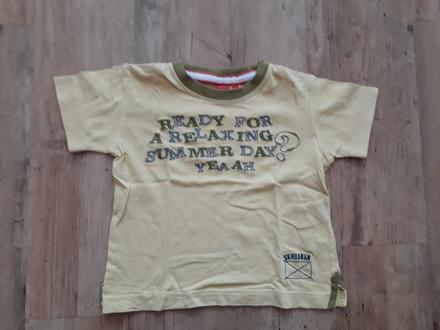 READY FOR
A RELAXING
SUMMER DAY?
YEAAH